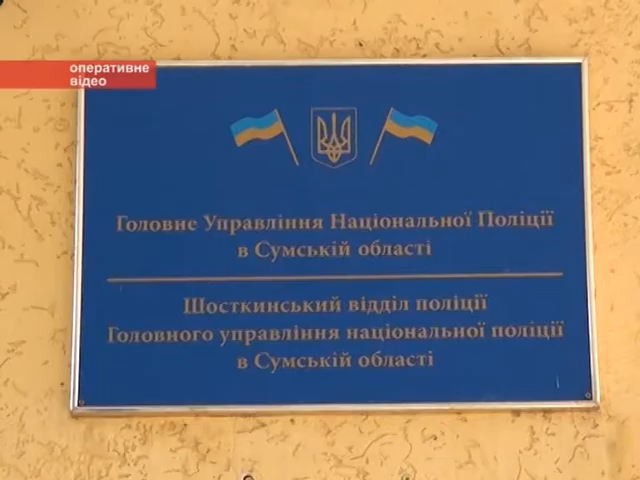 оперативне
відео
Головне Управління Національної Поліції
в Сумській області
Шосткинський відділ поліції
Головного управління національної поліції
в Сумській області